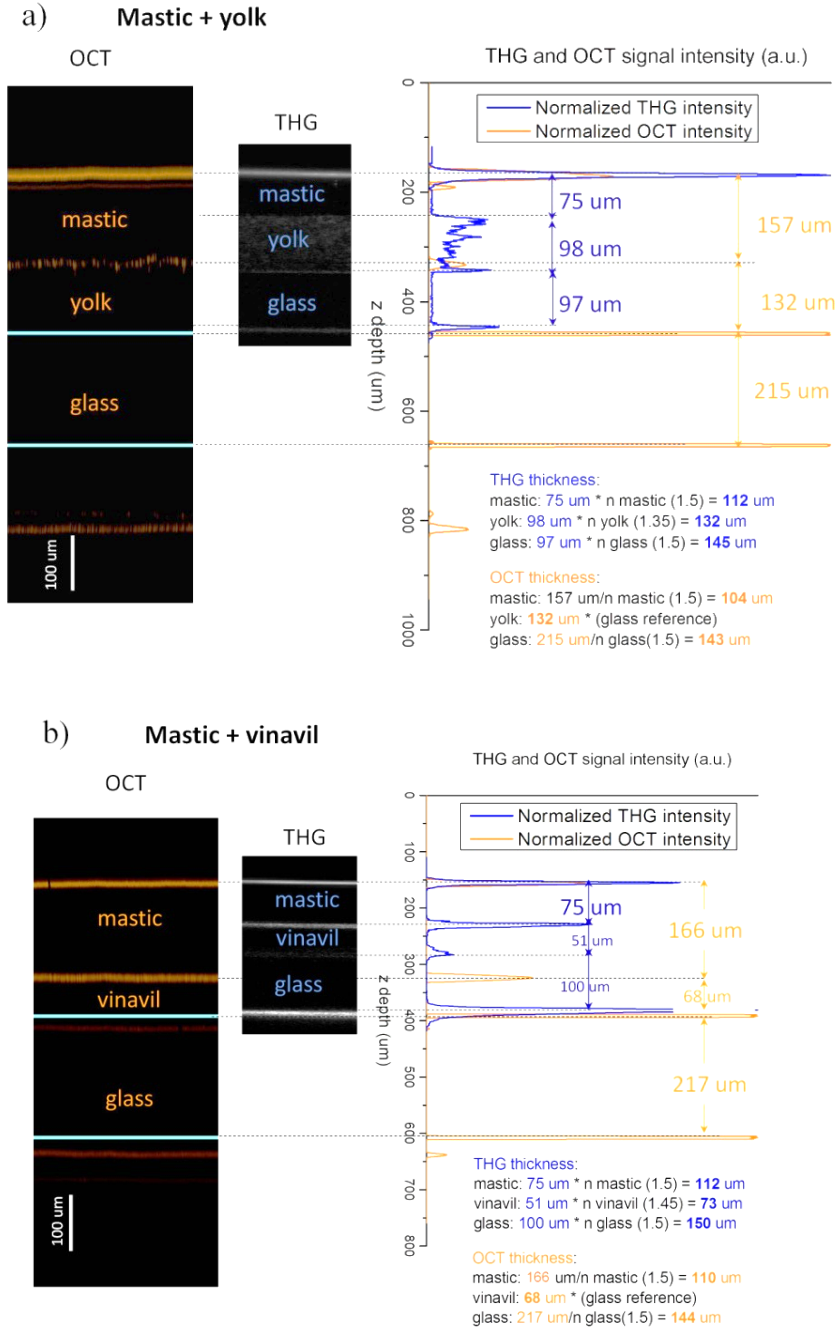 a)
Mastic + yolk
OCT
THG
THG and OCT signal intensity (a.u.)
Normalized THG intensity
Normalized OCT intensity
mastic
yolk
glass
100 um
mastic
yolk
glass
z depth (um)
0
200
400
600
800
1000
75 um
98 um
97 um
157 um
132 um
215 um
THG thickness:
mastic: 75 um * n mastic (1.5) = 112 um
yolk: 98 um * n yolk (1.35) = 132 um
glass: 97 um * n glass (1.5) = 145 um
OCT thickness:
mastic: 157 um/n mastic (1.5) = 104 um
yolk: 132 um * (glass reference)
glass: 215 um/n glass(1.5) = 143 um
b)
Mastic + vinavil
OCT
THG
THG and OCT signal intensity (a.u.)
Normalized THG intensity
Normalized OCT intensity
mastic
vinavil
glass
100 um
mastic
vinavil
glass
z depth (um)
0
100
200
300
400
500
600
700
800
75 um
51 um
100 um
166 um
68 um
217 um
THG thickness:
mastic: 75 um * n mastic (1.5) = 112 um
vinavil: 51 um * n vinavil (1.45) = 73 um
glass: 100 um * n glass (1.5) = 150 um
OCT thickness:
mastic: 166 um/n mastic (1.5) = 110 um
vinavil: 68 um * (glass reference)
glass: 217 um/n glass(1.5) = 144 um